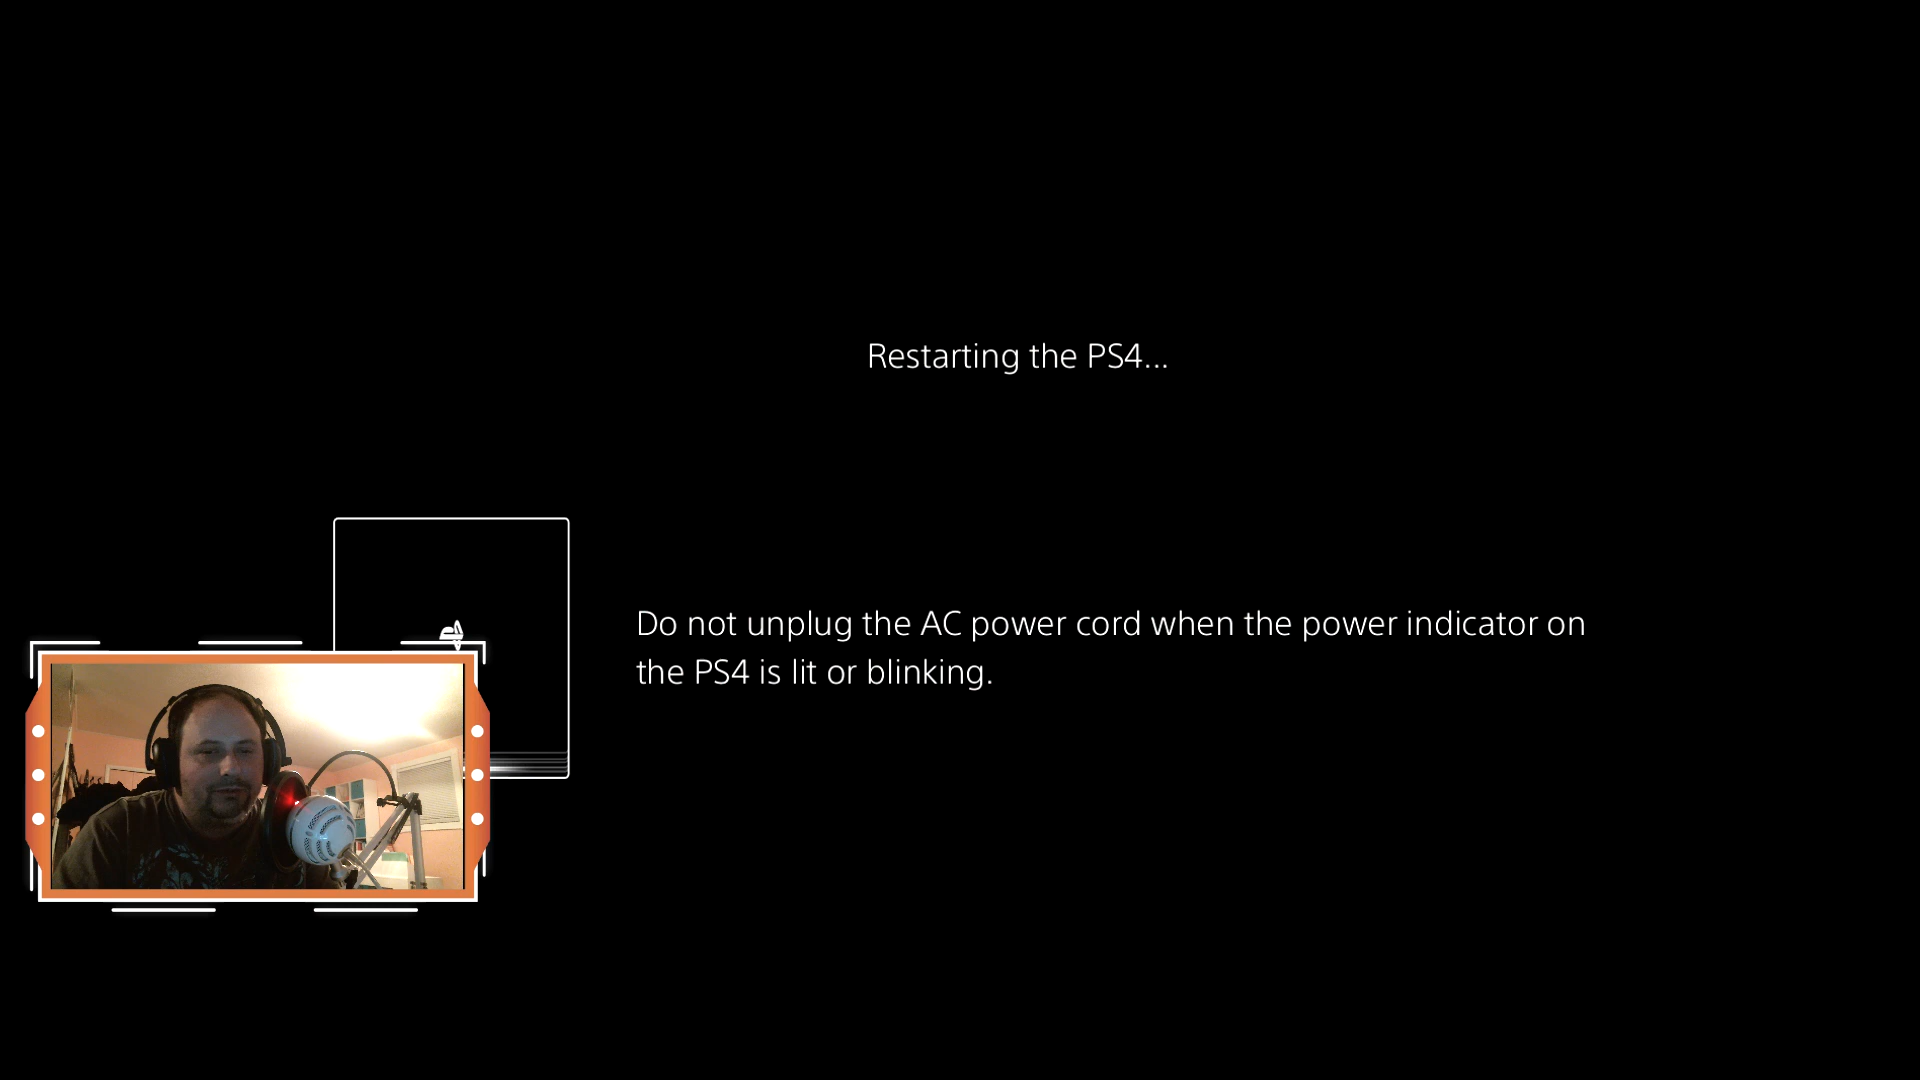 Restarting the PS4...
Do not unplug the AC power cord when the power indicator on
the PS4 is lit or blinking.